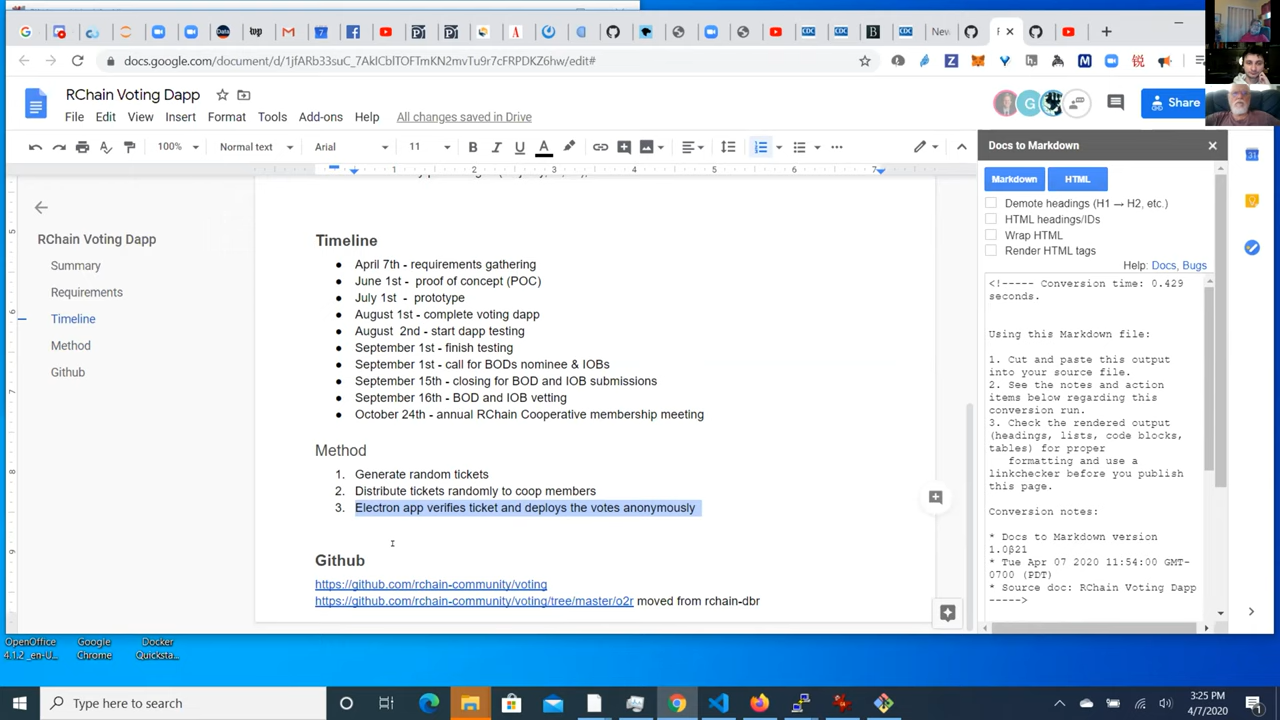 docs.google.com/document/d/1jfARb33suC_7AkICbITOFTmKN2mvTu9r7cFRPDKZ6hw/edit#
RChain Voting Dapp
File Edit View Insert Format Tools Add-ons Help All changes saved in Drive
Share
100% Normal text Arial 11
Docs to Markdown
Markdown HTML
Demote headings (H1 → H2, etc.)
HTML headings/IDs
Wrap HTML
Render HTML tags
Help: Docs, Bugs
<!----- Conversion time: 0.429
seconds.
Using this Markdown file:
1. Cut and paste this output
into your source file.
2. See the notes and action
items below regarding this
conversion run.
3. Check the rendered output
(headings, lists, code blocks,
tables) for proper
formatting and use a
linkchecker before you publish
this page.
Conversion notes:
* Docs to Markdown version
1.0β21
* Tue Apr 07 2020 11:54:00 GMT-
0700 (PDT)
* Source doc: RChain Voting Dapp
----->
RChain Voting Dapp
Summary
Requirements
Timeline
Method
Github
Timeline
● April 7th - requirements gathering
● June 1st - proof of concept (POC)
● July 1st - prototype
● August 1st - complete voting dapp
● August 2nd - start dapp testing
● September 1st - finish testing
● September 1st - call for BODs nominee & IOBs
● September 15th - closing for BOD and IOB submissions
● September 16th - BOD and IOB vetting
● October 24th - annual RChain Cooperative membership meeting
Method
1. Generate random tickets
2. Distribute tickets randomly to coop members
3. Electron app verifies ticket and deploys the votes anonymously
Github
https://github.com/rchain-community/voting
https://github.com/rchain-community/voting/tree/master/o2r moved from rchain-dbr
OpenOffice
4.1.2 _en-U...
Google
Chrome
Docker
Quicksta...
Type here to search
3:25 PM
4/7/2020